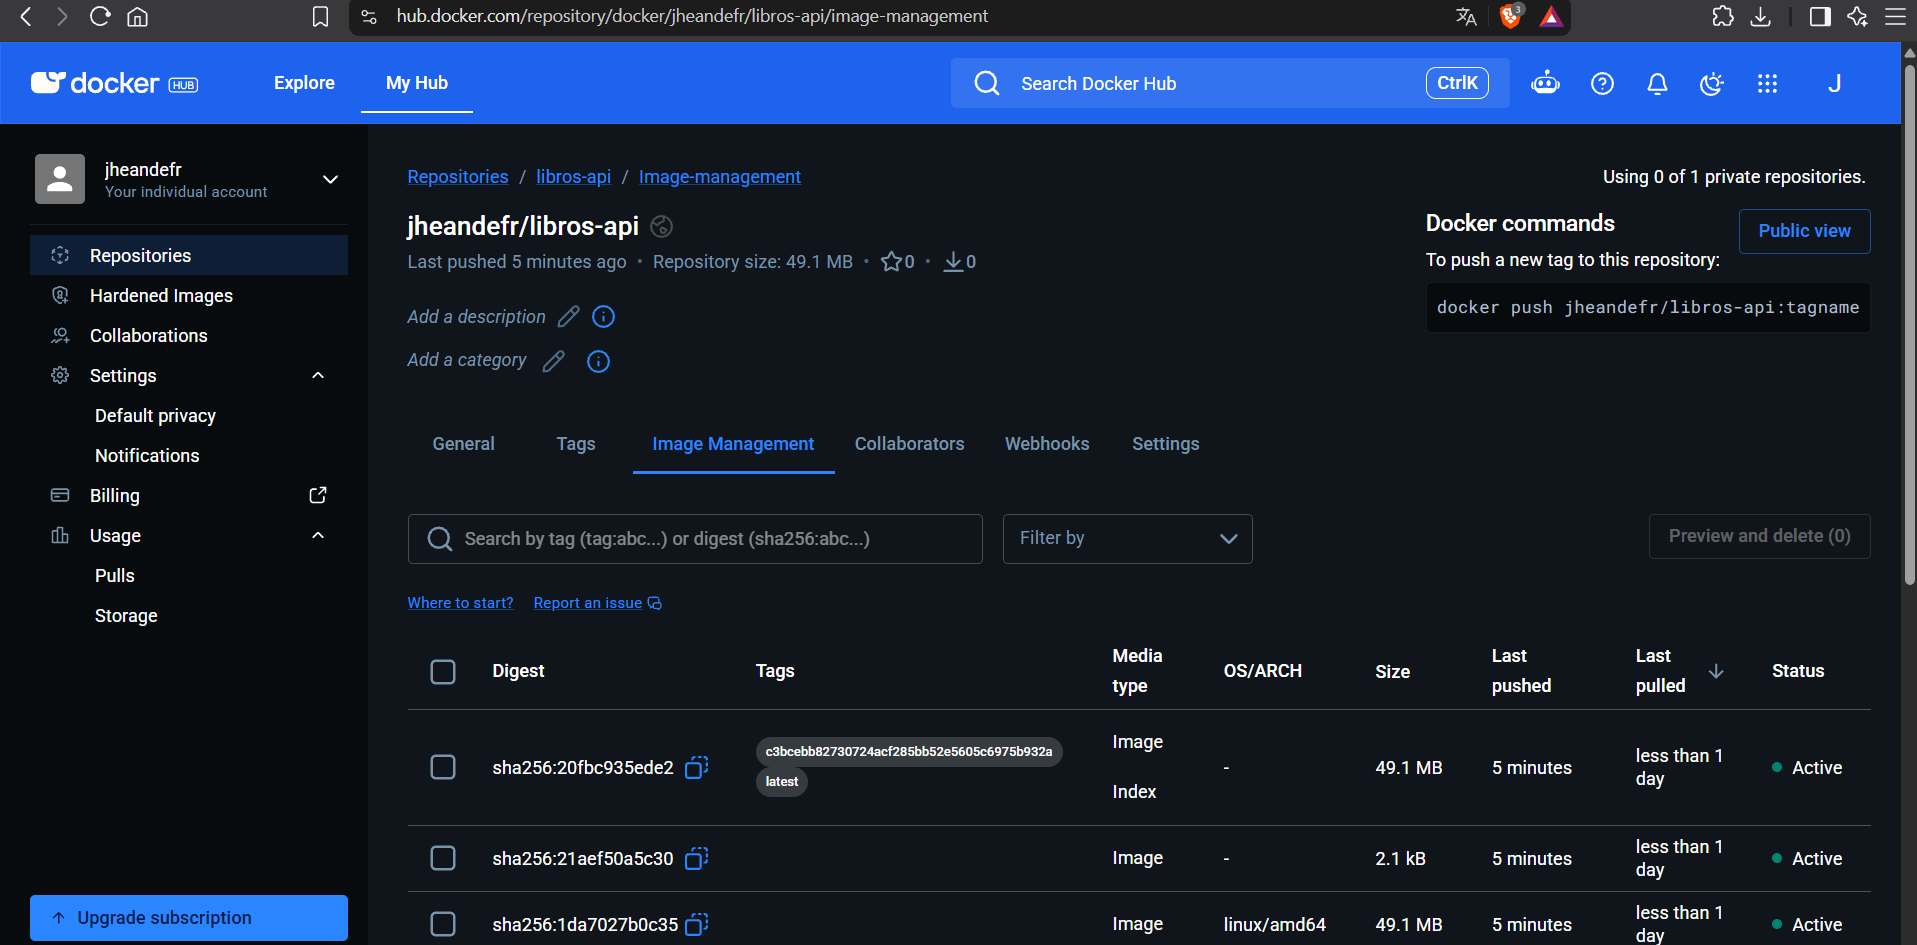 hub.docker.com/repository/docker/jheandefr/libros-api/image-management
3
docker HUB
Explore
My Hub
Search Docker Hub
CtrlK
J
jheandefr
Your individual account
Repositories
Hardened Images
Collaborations
Settings
Default privacy
Notifications
Billing
Usage
Pulls
Storage
Upgrade subscription
Repositories / libros-api / Image-management
Using 0 of 1 private repositories.
jheandefr/libros-api
Last pushed 5 minutes ago • Repository size: 49.1 MB • 0 • 0
Add a description
Add a category
Docker commands
Public view
To push a new tag to this repository:
docker push jheandefr/libros-api:tagname
General
Tags
Image Management
Collaborators
Webhooks
Settings
Search by tag (tag:abc...) or digest (sha256:abc...)
Filter by
Preview and delete (0)
Where to start?
Report an issue
Digest
Tags
Media
type
OS/ARCH
Size
Last
pushed
Last
pulled
Status
sha256:20fbc935ede2
c3bcebb82730724acf285bb52e5605c6975b932a
latest
Image
Index
-
49.1 MB
5 minutes
less than 1
day
Active
sha256:21aef50a5c30
Image
-
2.1 kB
5 minutes
less than 1
day
Active
sha256:1da7027b0c35
Image
linux/amd64
49.1 MB
5 minutes
less than 1
day
Active